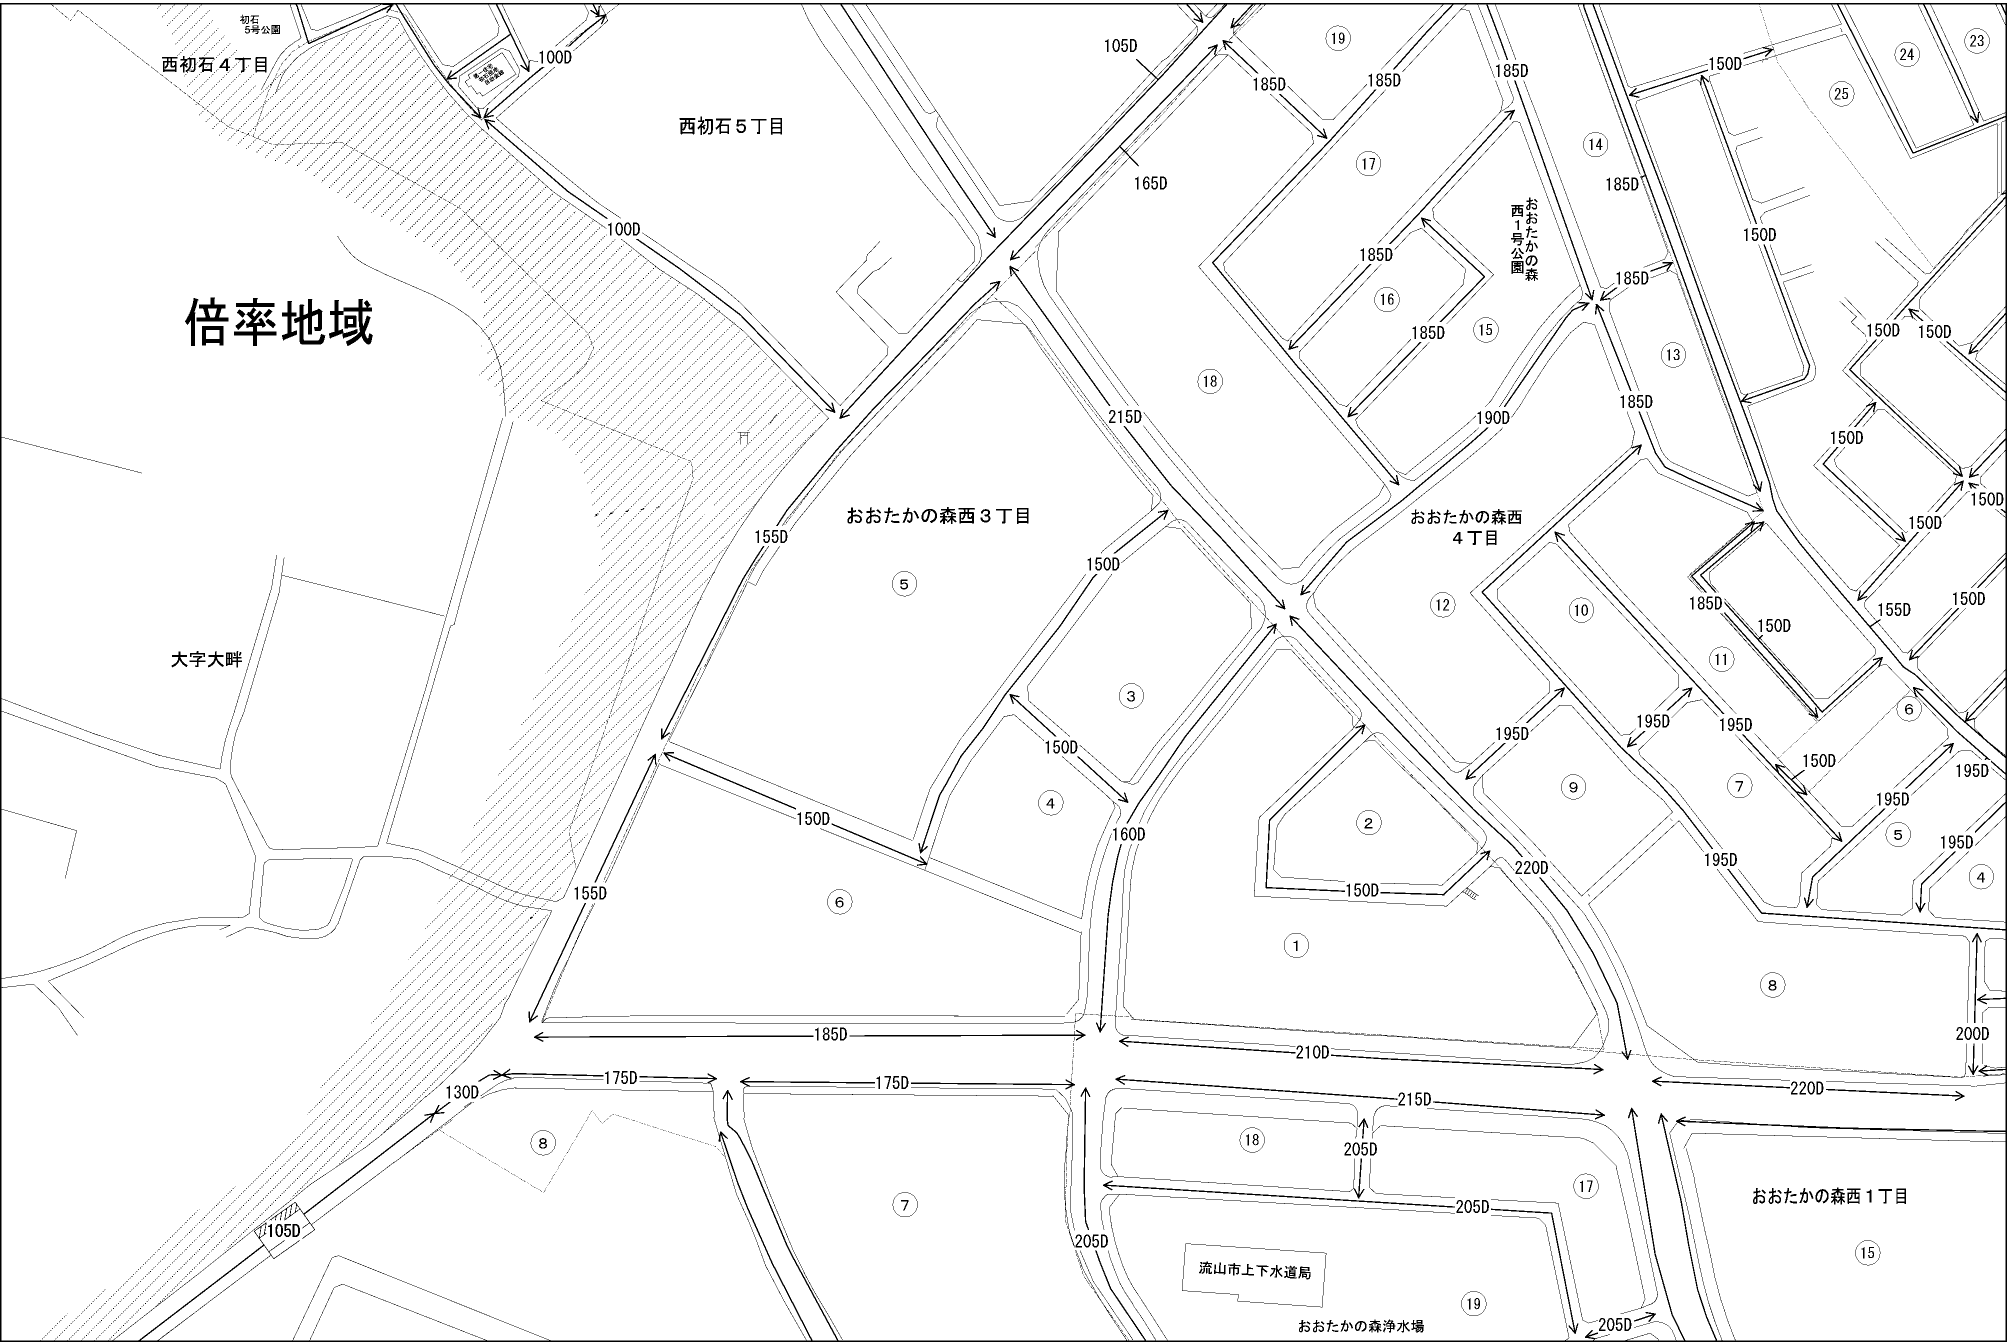 初石
5号公園
西初石４丁目
100D
105D
19
185D
185D
185D
150D
24
23
25
西初石５丁目
165D
17
14
185D
100D
おおたかの森
西１号公園
150D
185D
185D
倍率地域
16
15
185D
13
150D
150D
18
215D
190D
185D
150D
155D
おおたかの森西３丁目
おおたかの森西
４丁目
150D
150D
150D
5
12
10
185D
150D
155D
150D
大字大畔
11
3
6
150D
195D
195D
195D
150D
195D
4
9
7
195D
150D
2
160D
5
195D
195D
220D
150D
4
155D
6
1
8
185D
210D
200D
175D
175D
130D
215D
220D
8
18
205D
17
7
205D
おおたかの森西１丁目
105D
205D
15
流山市上下水道局
19
おおたかの森浄水場
205D